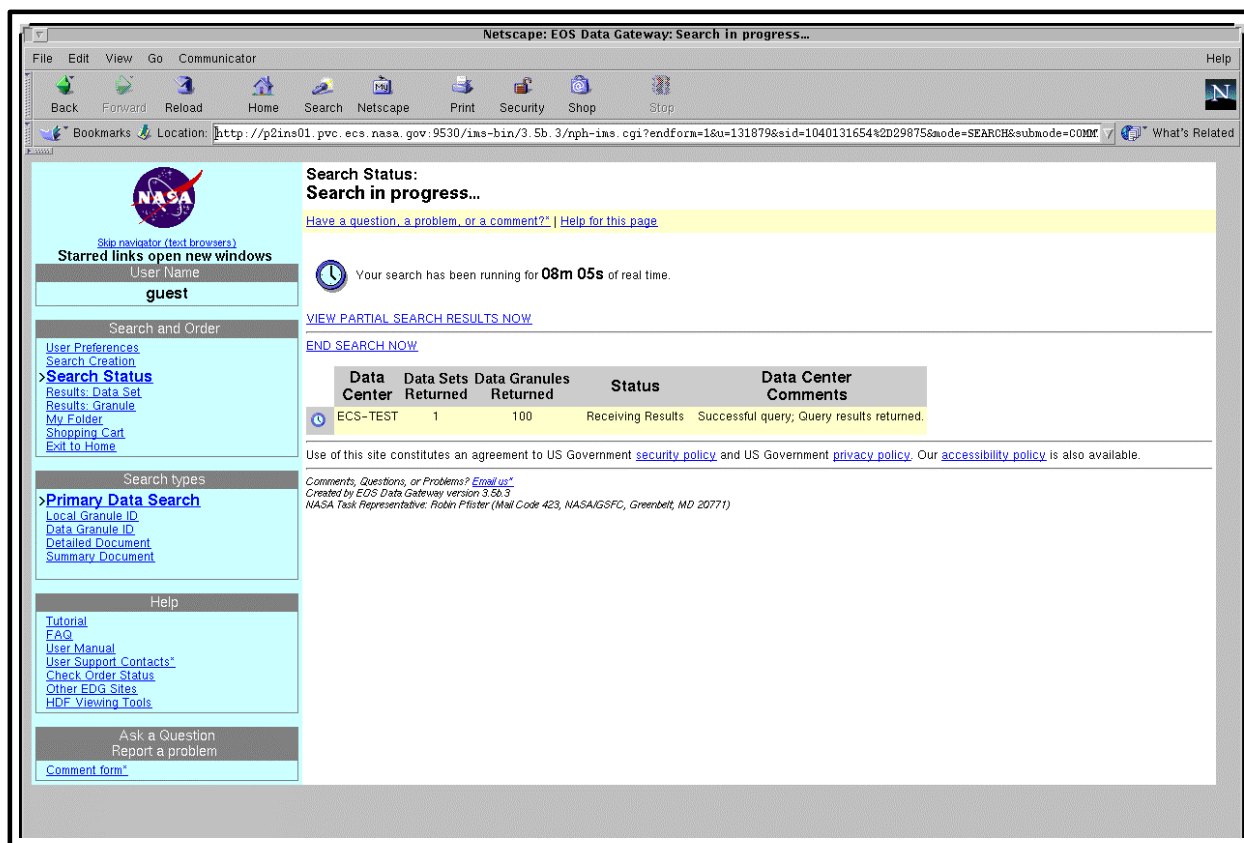 Netscape: EOS Data Gateway: Search in progress...
File Edit View Go Communicator Help
Back Forward Reload Home Search Netscape Print Security Shop Stop
My
N
Bookmarks Location: http://p2ins01.pvc.ecs.nasa.gov:9530/ims-bin/3.5b.3/nph-ims.cgi?endform=1&u=131879&sid=1040131654%2D29875&mode=SEARCH&submode=COMM What's Related
NASA
Skip navigator (text browsers)
Starred links open new windows
User Name
guest
Search and Order
User Preferences
Search Creation
>Search Status
Results: Data Set
Results: Granule
My Folder
Shopping Cart
Exit to Home
Search types
>Primary Data Search
Local Granule ID
Data Granule ID
Detailed Document
Summary Document
Help
Tutorial
FAQ
User Manual
User Support Contacts*
Check Order Status
Other EDG Sites
HDF Viewing Tools
Ask a Question
Report a problem
Comment form*
Search Status:
Search in progress...
Have a question, a problem, or a comment?* | Help for this page
Your search has been running for 08m 05s of real time.
VIEW PARTIAL SEARCH RESULTS NOW
END SEARCH NOW
Data Center Data Sets Returned Data Granules Returned Status Data Center Comments
ECS-TEST 1 100 Receiving Results Successful query; Query results returned.
Use of this site constitutes an agreement to US Government security policy and US Government privacy policy. Our accessibility policy is also available.
Comments, Questions, or Problems? Email us*
Created by EOS Data Gateway version 3.5b.3
NASA Task Representative: Robin Pfister (Mail Code 423, NASA/GSFC, Greenbelt, MD 20771)